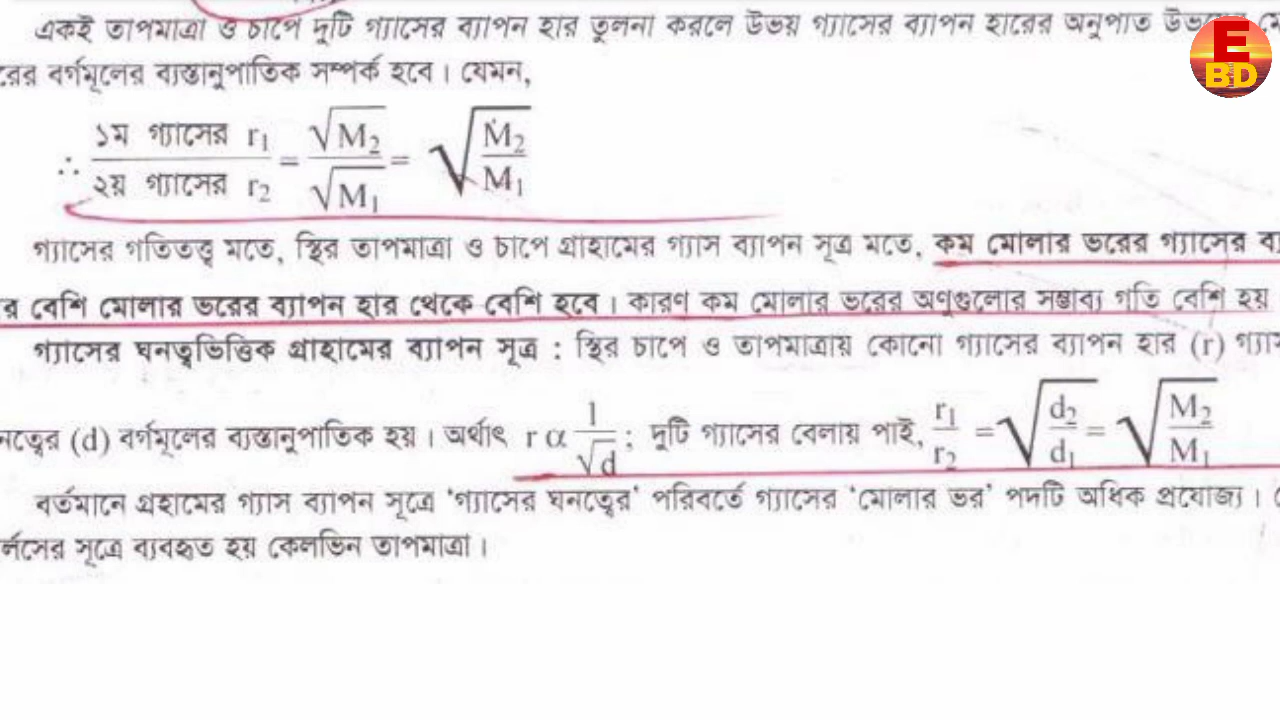 একই তাপমাত্রা ও চাপে দুটি গ্যাসের ব্যাপন হার তুলনা করলে উভয় গ্যাসের ব্যাপন হারের অনুপাত
বর্গমূলের ব্যস্তানুপাতিক সম্পর্ক হবে। যেমন,
∴ ১ম গ্যাসের r₁ / ২য় গ্যাসের r₂ = √M₂ / √M₁ = √(M₂/M₁)
গ্যাসের গতিতত্ত্ব মতে, স্থির তাপমাত্রা ও চাপে গ্রাহামের গ্যাস ব্যাপন সূত্র মতে, কম মোলার ভরের গ্যাসের
র বেশি মোলার ভরের ব্যাপন হার থেকে বেশি হবে। কারণ কম মোলার ভরের অণুগুলোর সম্ভাব্য গতি বেশি হয়
গ্যাসের ঘনত্বভিত্তিক গ্রাহামের ব্যাপন সূত্র : স্থির চাপে ও তাপমাত্রায় কোনো গ্যাসের ব্যাপন হার (r)
(d) বর্গমূলের ব্যস্তানুপাতিক হয়। অর্থাৎ r α 1/√d ; দুটি গ্যাসের বেলায় পাই, r₁/r₂ = √(d₂/d₁) = √(M₂/M₁)
বর্তমানে গ্রহামের গ্যাস ব্যাপন সূত্রে ‘গ্যাসের ঘনত্বের’ পরিবর্তে গ্যাসের ‘মোলার ভর’ পদটি অধিক প্রযোজ্য।
র্লসের সূত্রে ব্যবহৃত হয় কেলভিন তাপমাত্রা।
E
BD